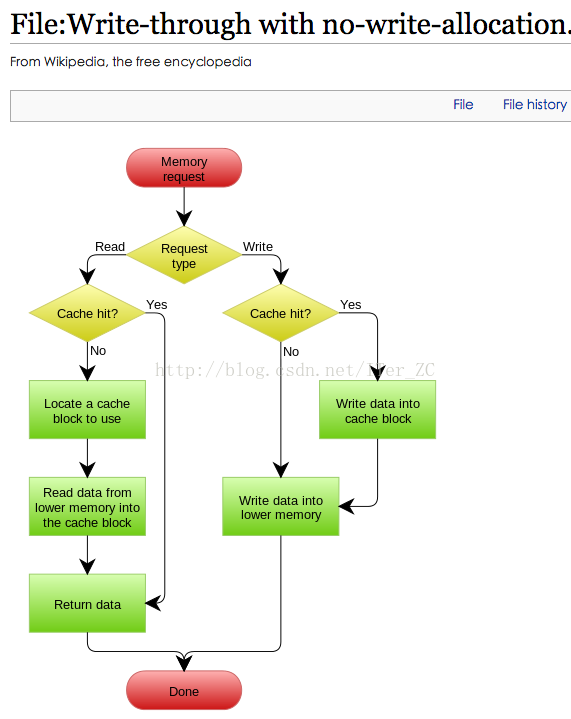 File:Write-through with no-write-allocation.
From Wikipedia, the free encyclopedia
File File history
Memory
request
Request
type
Read
Write
Cache hit?
Yes
No
Cache hit?
Yes
No
http://blog.csdn.net/ITer_ZC
Locate a cache
block to use
Write data into
cache block
Read data from
lower memory into
the cache block
Write data into
lower memory
Return data
Done